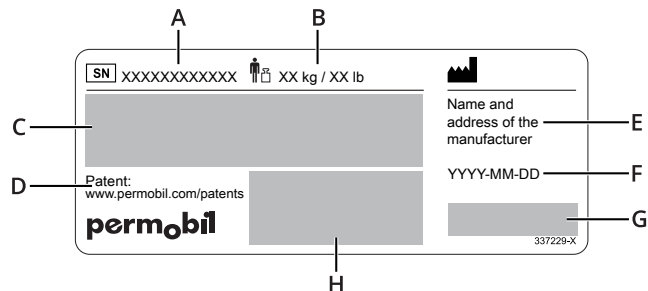 A
B
SN XXXXXXXXXXXX XX kg / XX lb
C
Name and
address of the
manufacturer
E
D
Patent:
www.permobil.com/patents
YYYY-MM-DD
F
permobil
G
337229-X
H